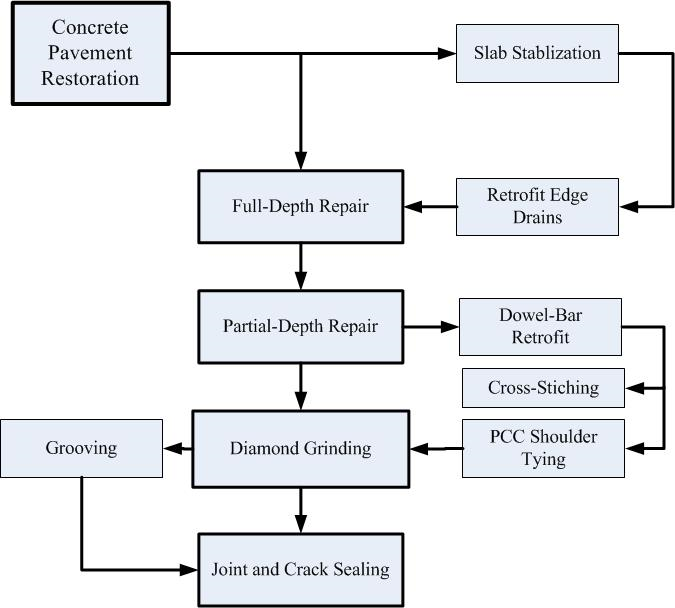 Concrete
Pavement
Restoration
Slab Stablization
Full-Depth Repair
Retrofit Edge
Drains
Partial-Depth Repair
Dowel-Bar
Retrofit
Cross-Stiching
Grooving
Diamond Grinding
PCC Shoulder
Tying
Joint and Crack Sealing